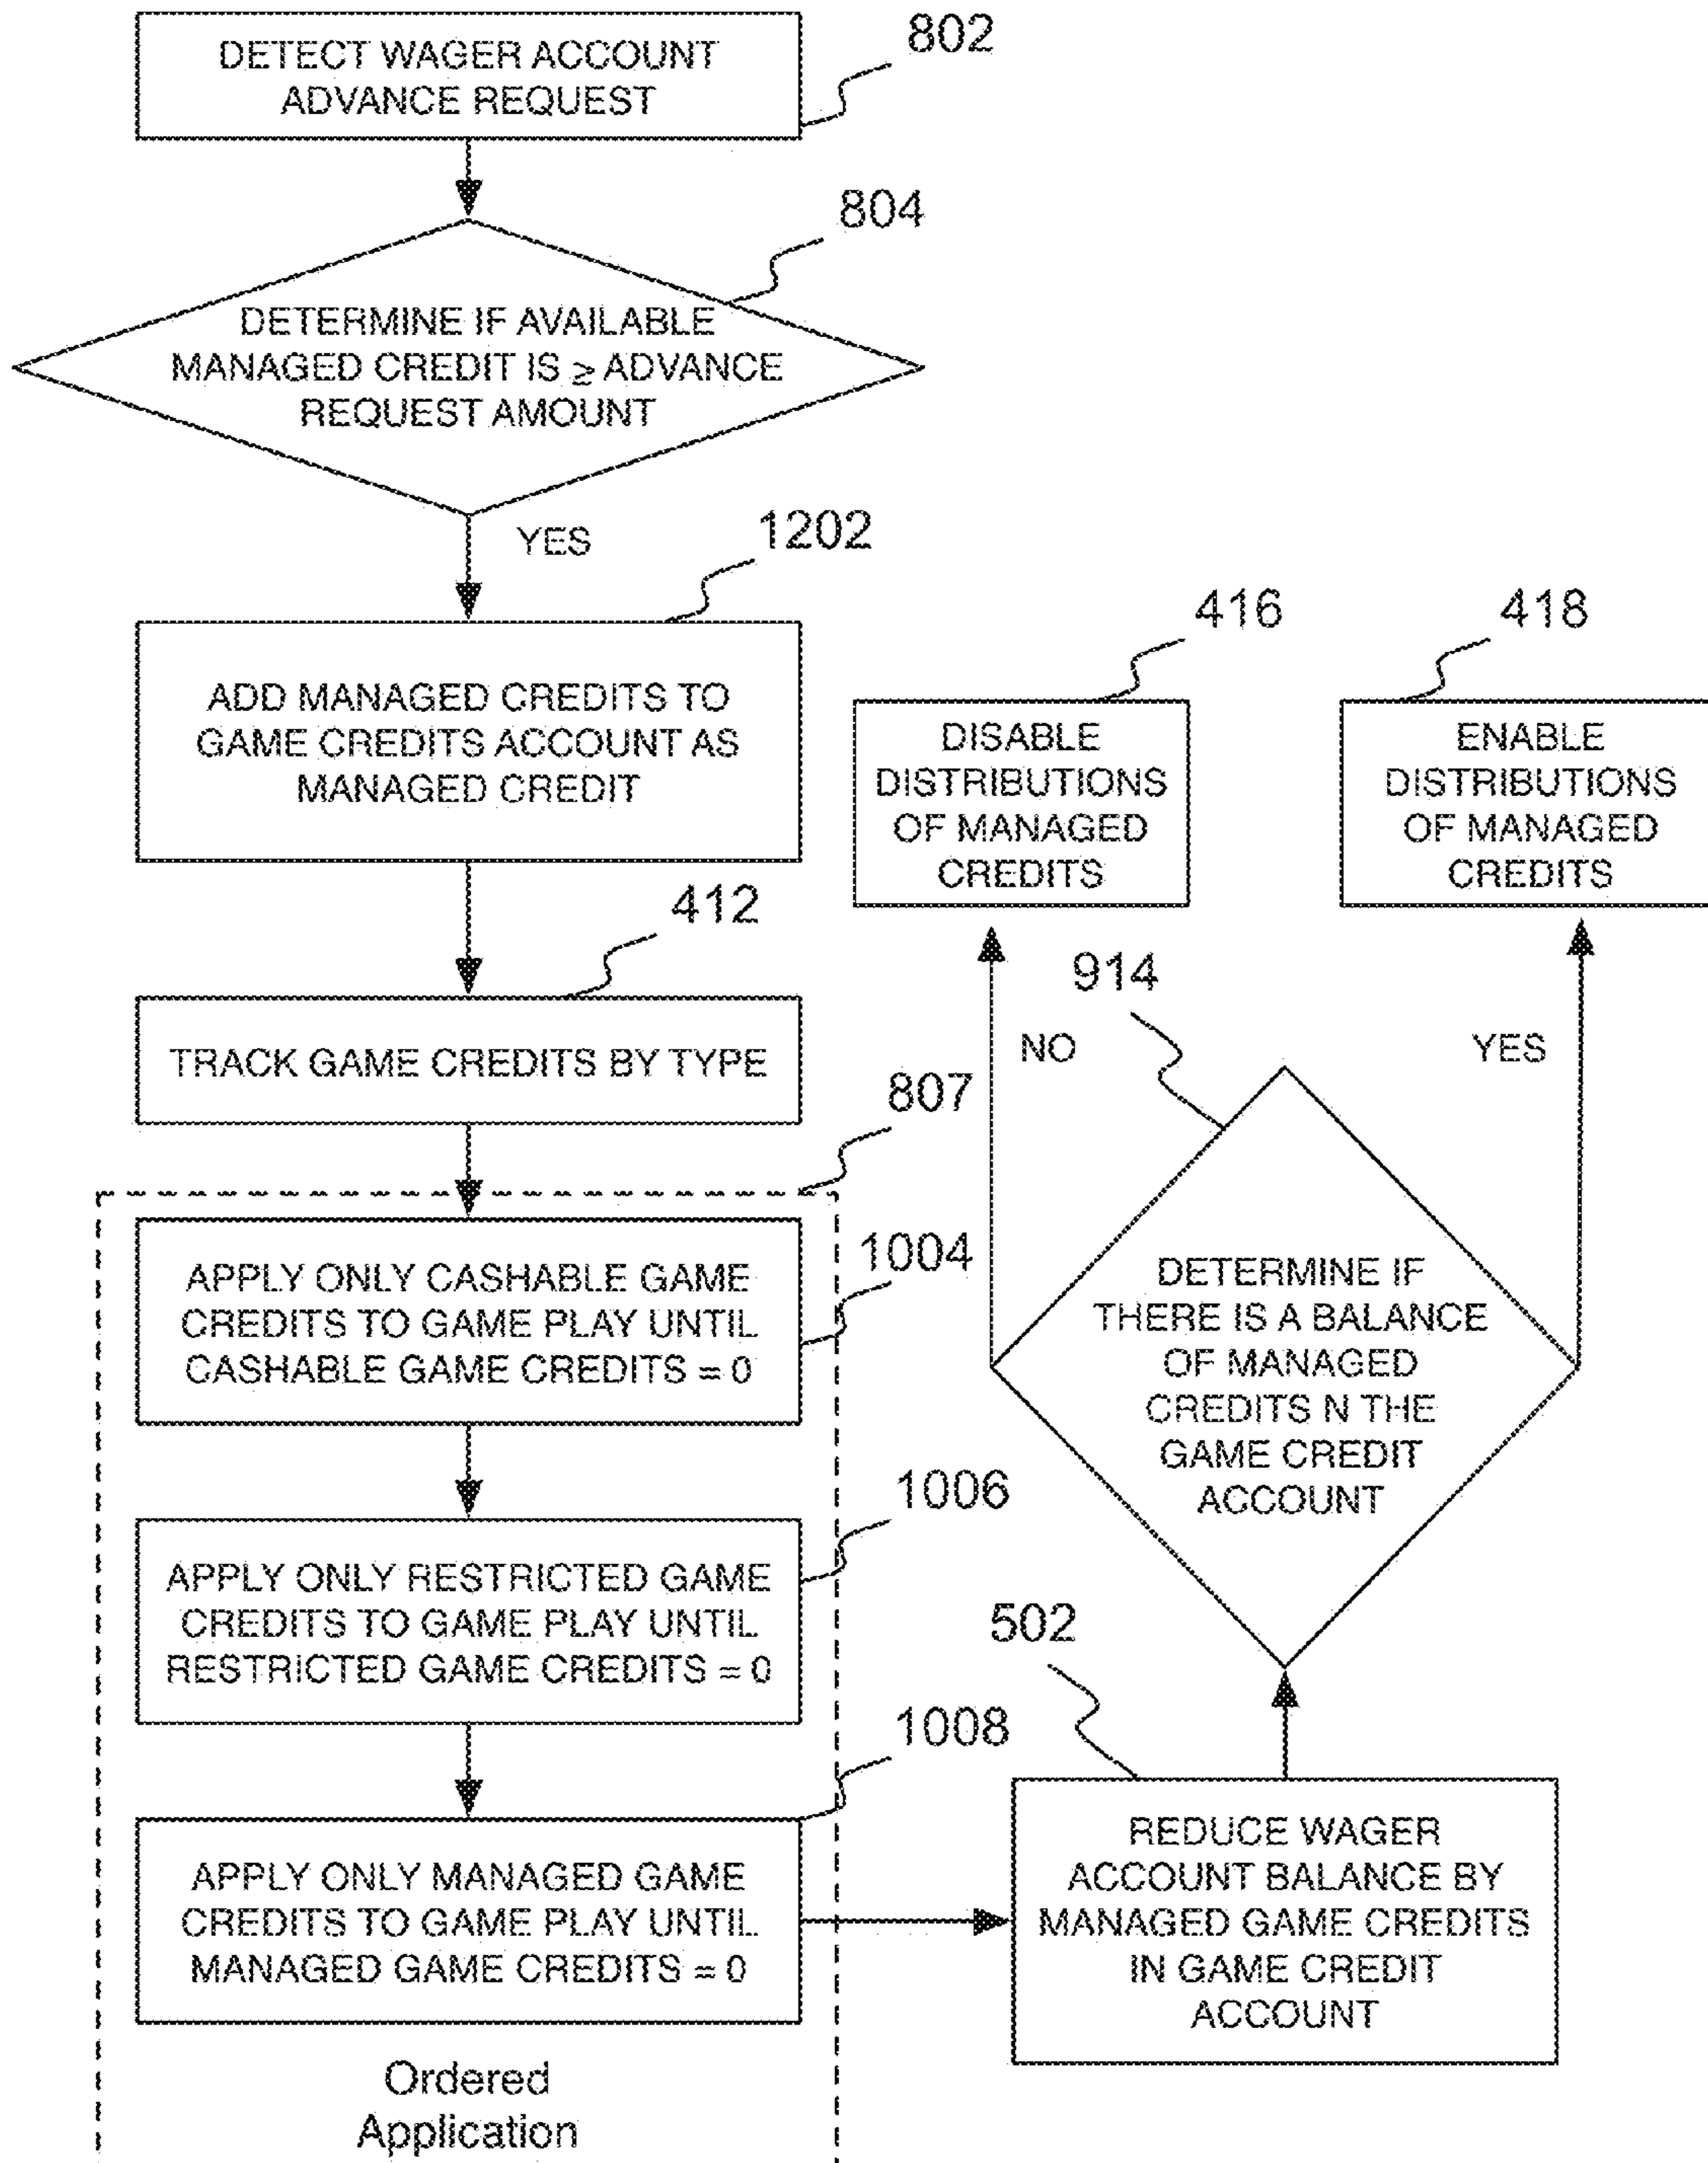 DETECT WAGER ACCOUNT
ADVANCE REQUEST
802
804
DETERMINE IF AVAILABLE
MANAGED CREDIT IS ≥ ADVANCE
REQUEST AMOUNT
YES
1202
ADD MANAGED CREDITS TO
GAME CREDITS ACCOUNT AS
MANAGED CREDIT
412
TRACK GAME CREDITS BY TYPE
807
APPLY ONLY CASHABLE GAME
CREDITS TO GAME PLAY UNTIL
CASHABLE GAME CREDITS = 0
1004
APPLY ONLY RESTRICTED GAME
CREDITS TO GAME PLAY UNTIL
RESTRICTED GAME CREDITS = 0
1006
APPLY ONLY MANAGED GAME
CREDITS TO GAME PLAY UNTIL
MANAGED GAME CREDITS = 0
1008
Ordered
Application
502
REDUCE WAGER
ACCOUNT BALANCE BY
MANAGED GAME CREDITS
IN GAME CREDIT
ACCOUNT
914
DETERMINE IF
THERE IS A BALANCE
OF MANAGED
CREDITS N THE
GAME CREDIT
ACCOUNT
NO
YES
416
DISABLE
DISTRIBUTIONS
OF MANAGED
CREDITS
418
ENABLE
DISTRIBUTIONS
OF MANAGED
CREDITS